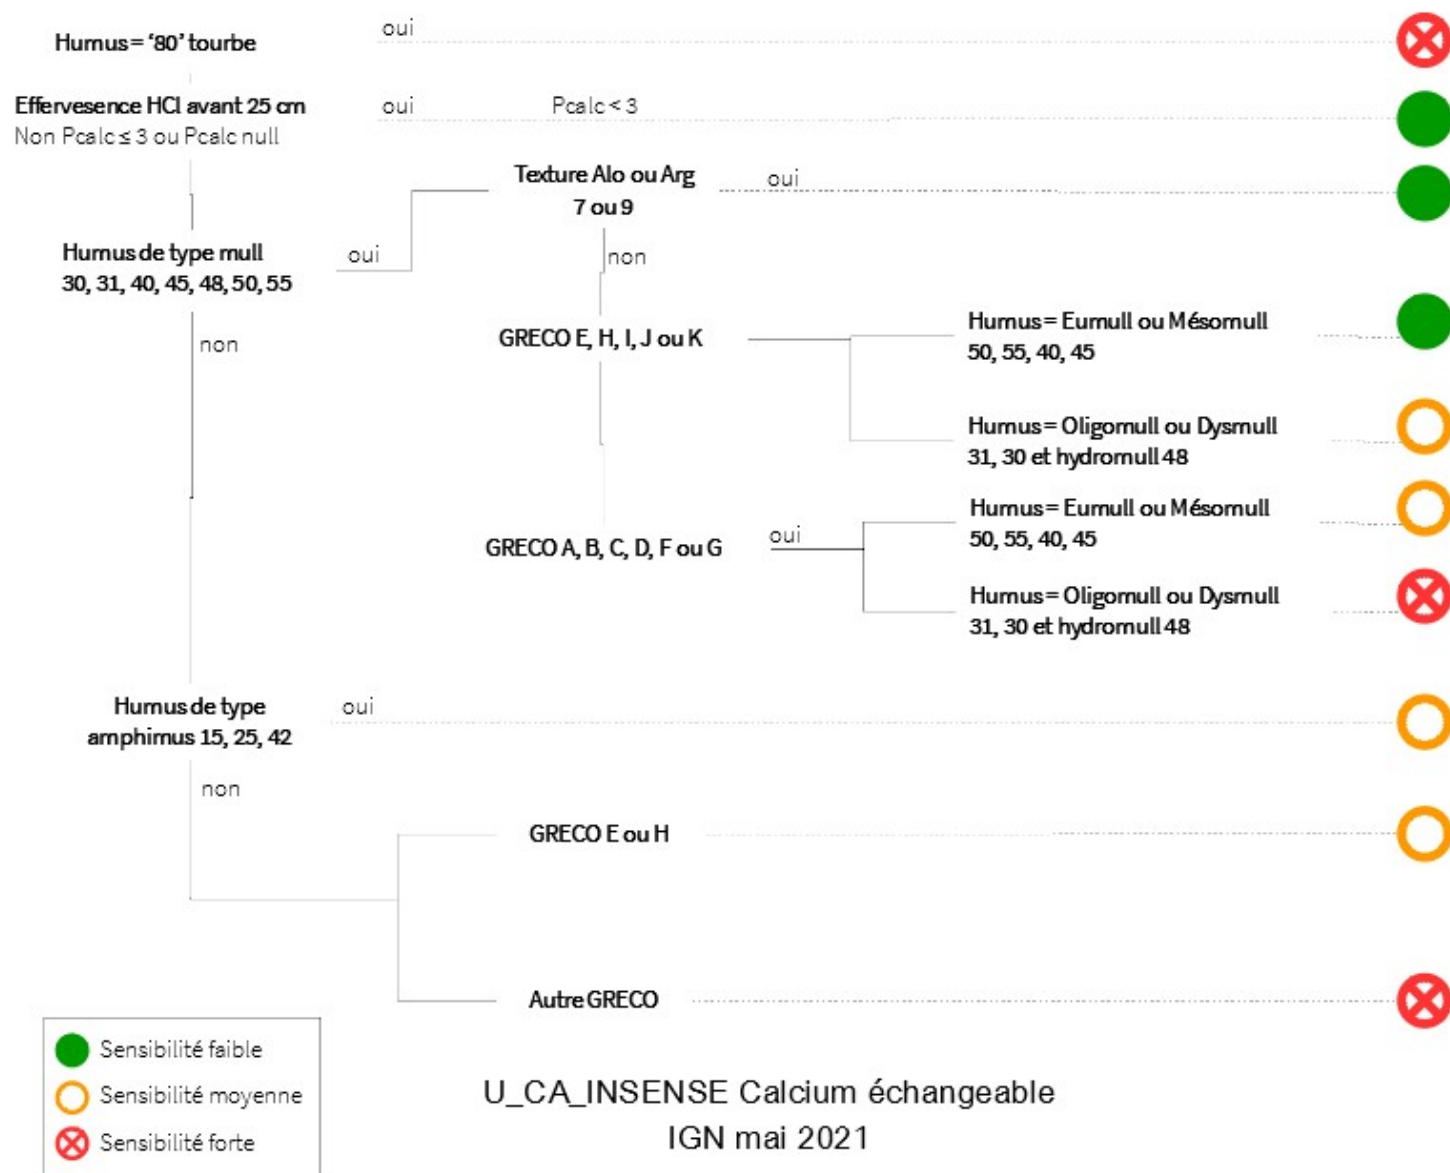 oui
Humus = ‘80’ tourbe
Effervesence HCl avant 25 cm
oui
Pcalc < 3
Non Pcalc ≤ 3 ou Pcalc null
Texture Alo ou Arg
oui
7 ou 9
Humus de type mull
oui
30, 31, 40, 45, 48, 50, 55
non
non
GRECO E, H, I, J ou K
Humus = Eumull ou Mésomull
50, 55, 40, 45
Humus = Oligomull ou Dysmull
31, 30 et hydromull 48
GRECO A, B, C, D, F ou G
oui
Humus = Eumull ou Mésomull
50, 55, 40, 45
Humus = Oligomull ou Dysmull
31, 30 et hydromull 48
Humus de type
oui
amphimus 15, 25, 42
non
GRECO E ou H
Autre GRECO
Sensibilité faible
Sensibilité moyenne
Sensibilité forte
U_CA_INSENSE Calcium échangeable
IGN mai 2021